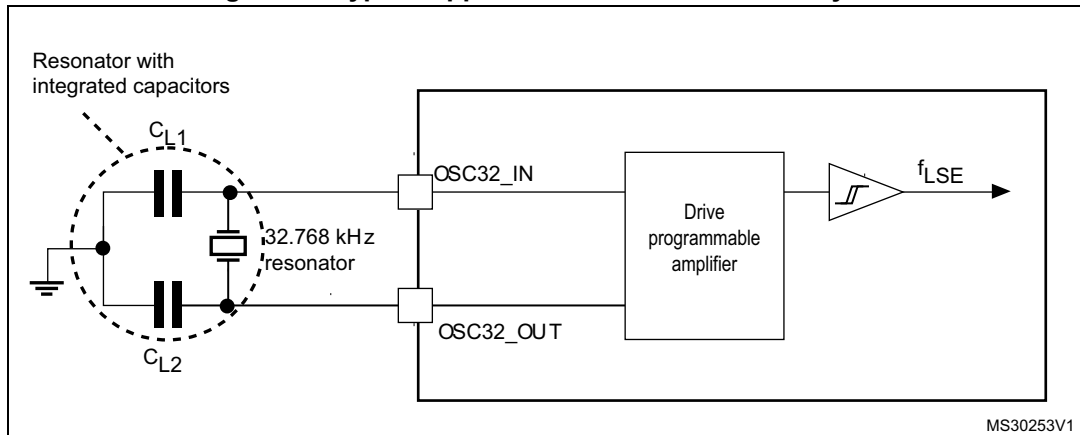 Resonator with
integrated capacitors
CL1
OSC32_IN
fLSE
Drive
programmable
amplifier
32.768 kHz
resonator
OSC32_OUT
CL2
MS30253V1